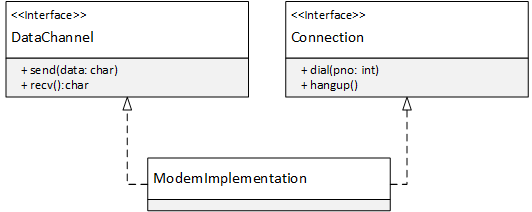 <<Interface>>
DataChannel
+ send(data: char)
+ recv():char
<<Interface>>
Connection
+ dial(pno: int)
+ hangup()
ModemImplementation